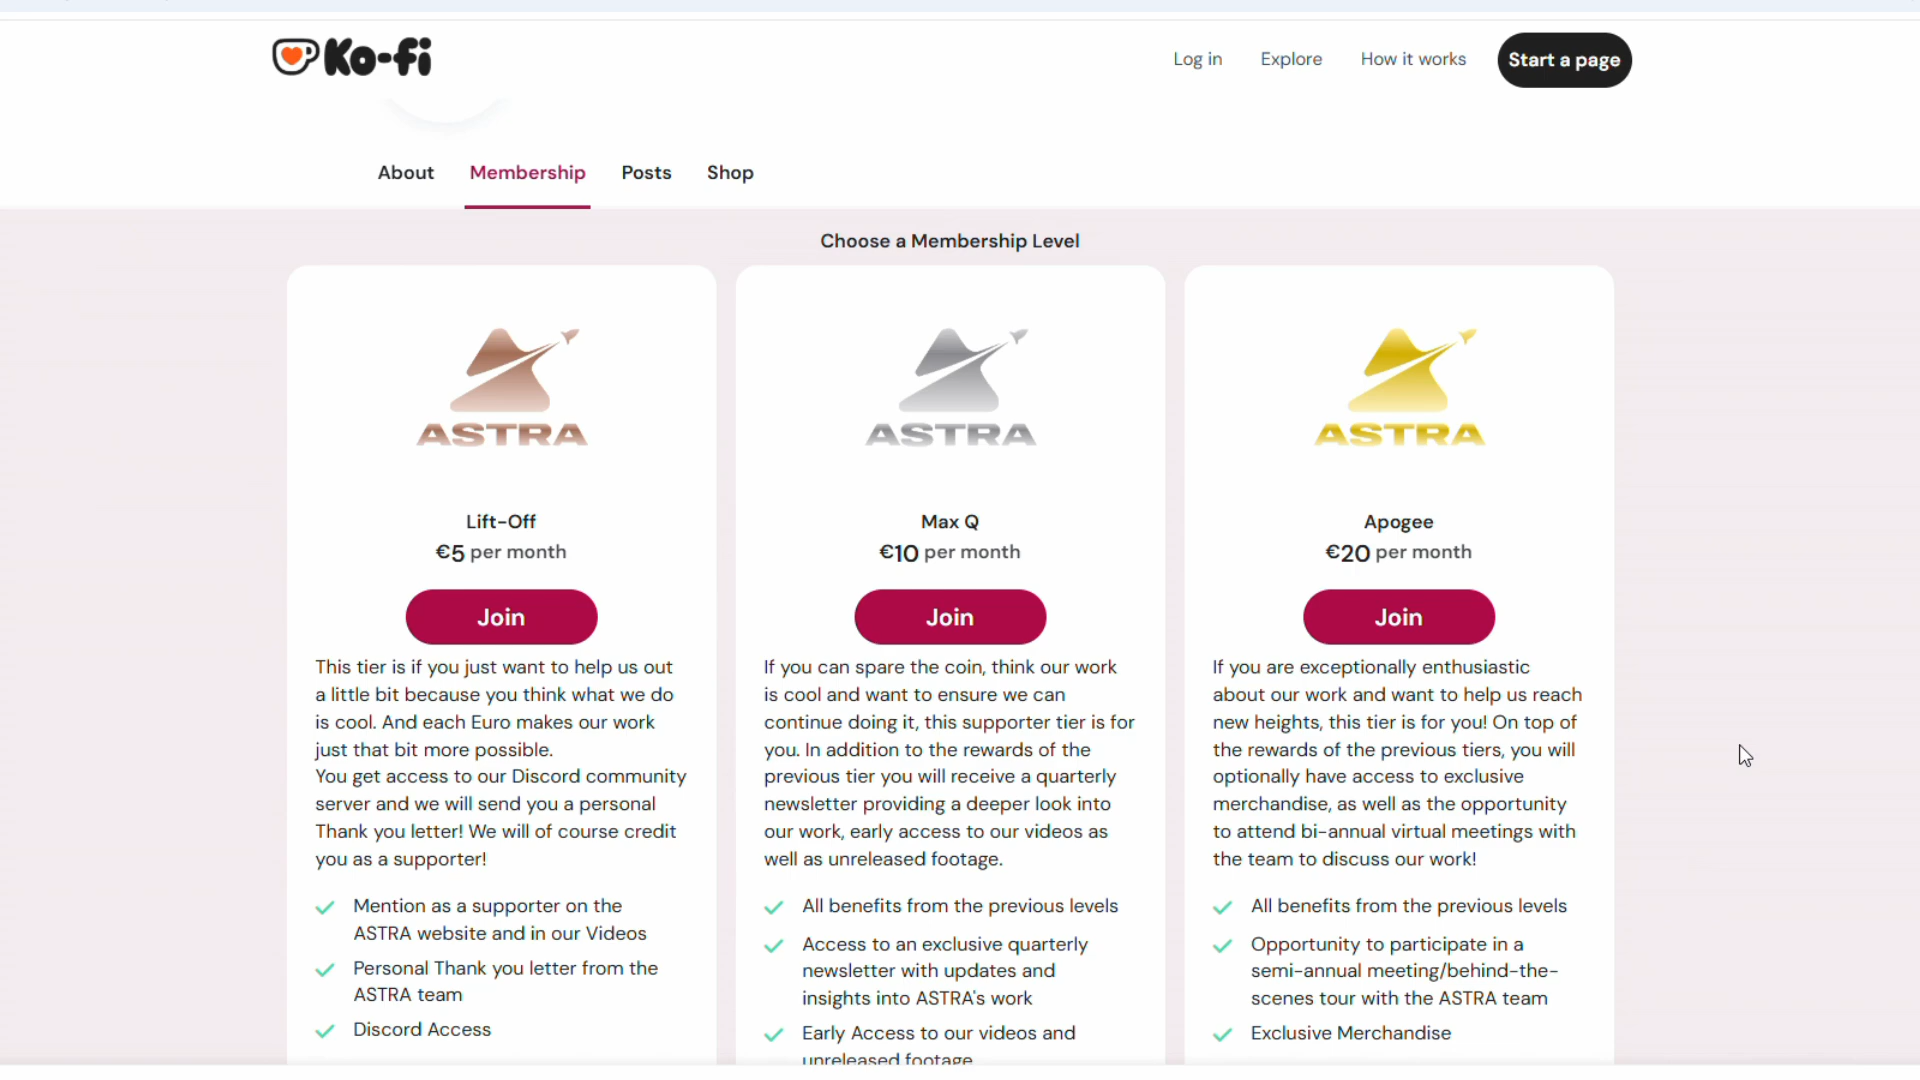 Ko-fi
Log in
Explore
How it works
Start a page
About
Membership
Posts
Shop
Choose a Membership Level
ASTRA
Lift-Off
€5 per month
Join
This tier is if you just want to help us out
a little bit because you think what we do
is cool. And each Euro makes our work
just that bit more possible.
You get access to our Discord community
server and we will send you a personal
Thank you letter! We will of course credit
you as a supporter!
Mention as a supporter on the
ASTRA website and in our Videos
Personal Thank you letter from the
ASTRA team
Discord Access
ASTRA
Max Q
€10 per month
Join
If you can spare the coin, think our work
is cool and want to ensure we can
continue doing it, this supporter tier is for
you. In addition to the rewards of the
previous tier you will receive a quarterly
newsletter providing a deeper look into
our work, early access to our videos as
well as unreleased footage.
All benefits from the previous levels
Access to an exclusive quarterly
newsletter with updates and
insights into ASTRA's work
Early Access to our videos and
unreleased footage
ASTRA
Apogee
€20 per month
Join
If you are exceptionally enthusiastic
about our work and want to help us reach
new heights, this tier is for you! On top of
the rewards of the previous tiers, you will
optionally have access to exclusive
merchandise, as well as the opportunity
to attend bi-annual virtual meetings with
the team to discuss our work!
All benefits from the previous levels
Opportunity to participate in a
semi-annual meeting/behind-the-
scenes tour with the ASTRA team
Exclusive Merchandise